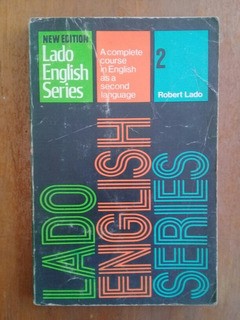 NEW EDITION
Lado
English
Series
A complete
course
in English
as a
second
language
2
Robert Lado
LADO
ENGLISH
SERIES